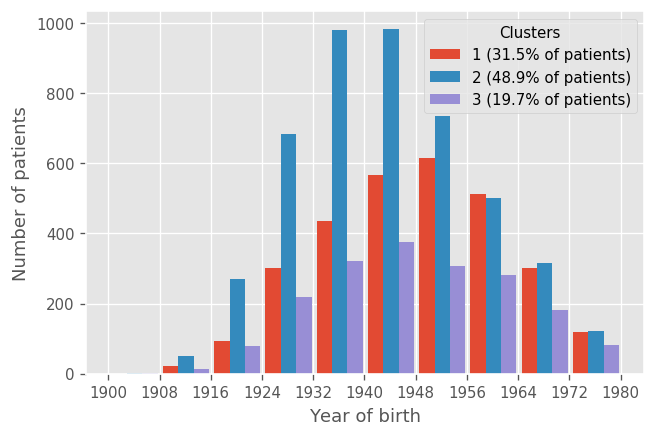 Clusters
1 (31.5% of patients)
2 (48.9% of patients)
3 (19.7% of patients)
Number of patients
1000
800
600
400
200
0
1900 1908 1916 1924 1932 1940 1948 1956 1964 1972 1980
Year of birth